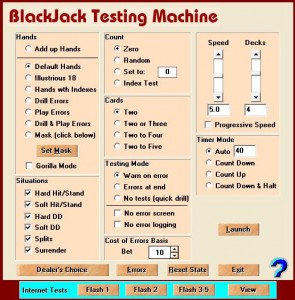 BlackJack Testing Machine
Hands
Add up Hands
Default Hands
Illustrious 18
Hands wth Indexes
Drill Errors
Play Errors
Drill & Play Errors
Mask (click below)
Set Mask
Gorilla Mode
Situations
Hard Hit/Stand
Soft Hit/Stand
Hard DD
Soft DD
Splits
Surrender
Count
Zero
Random
Set to: 0
Index Test
Cards
Two
Two or Three
Two to Four
Two to Five
Testing Mode
Warn on error
Errors at end
No tests (quick drill)
No error screen
No error logging
Cost of Errors Basis
Bet 10
Speed Decks
5.0 4
Progressive Speed
Timer Mode
Auto 40
Count Down
Count Up
Count Down & Halt
Launch
Dealer's Choice Errors Reset Stats Exit ?
Internet Tests Flash 1 Flash 2 Flash 3-5 View